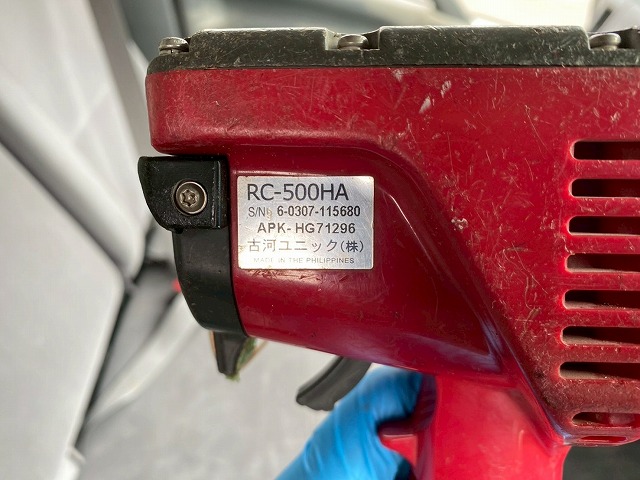 RC-500HA
S/N: 6-0307-115680
APK- HG71296
古河ユニック(株)
MADE IN THE PHILIPPINES